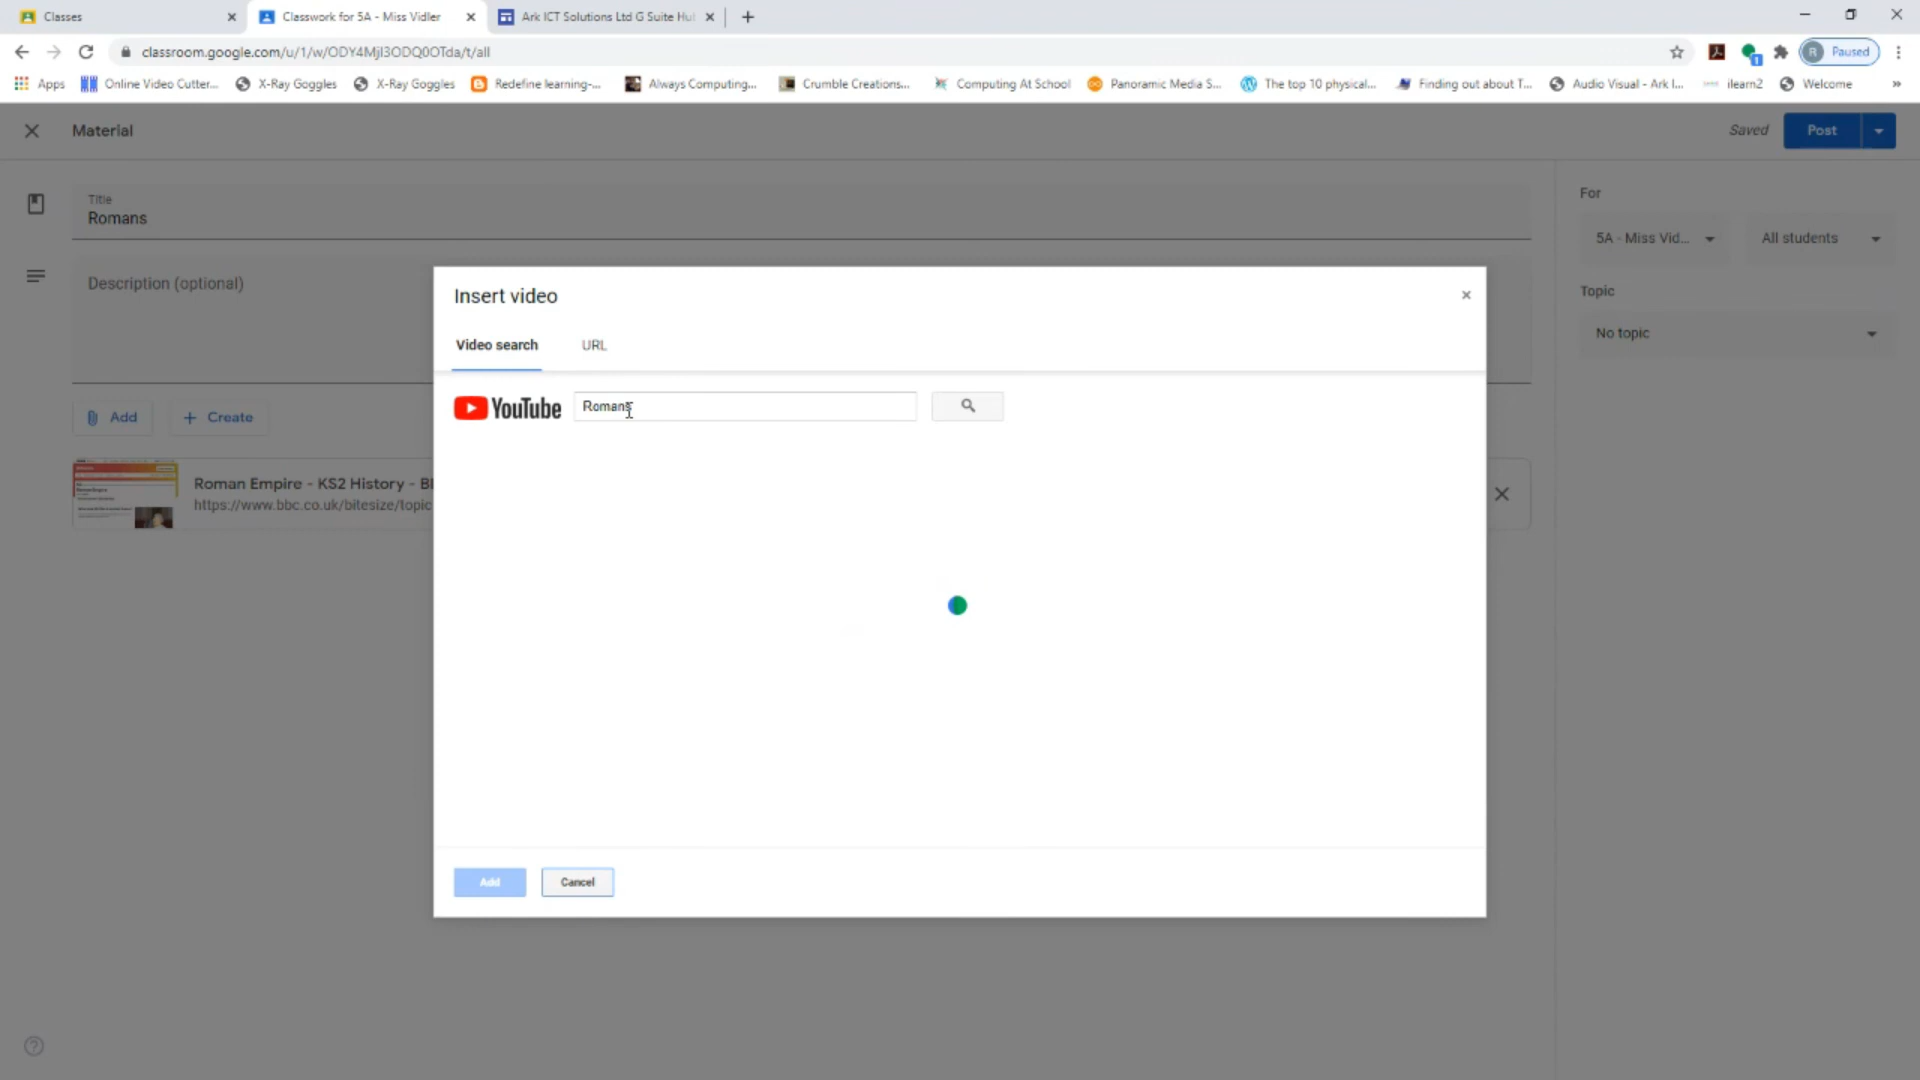 Classes
Classwork for 5A - Miss Vidler
Ark ICT Solutions Ltd G Suite Hu
classroom.google.com/u/1/w/ODY4MjI3ODQ0OTda/t/all
R Paused
Apps
Online Video Cutter...
X-Ray Goggles
X-Ray Goggles
Redefine learning-...
Always Computing...
Crumble Creations...
Computing At School
Panoramic Media S...
The top 10 physical...
Finding out about T...
Audio Visual - Ark I...
ilearn2
Welcome
»
Material
Saved
Post
Title
Romans
For
5A - Miss Vid...
All students
Description (optional)
Topic
No topic
Insert video
Video search
URL
YouTube
Romans
Add
Create
Roman Empire - KS2 History - B
https://www.bbc.co.uk/bitesize/topic
Add
Cancel